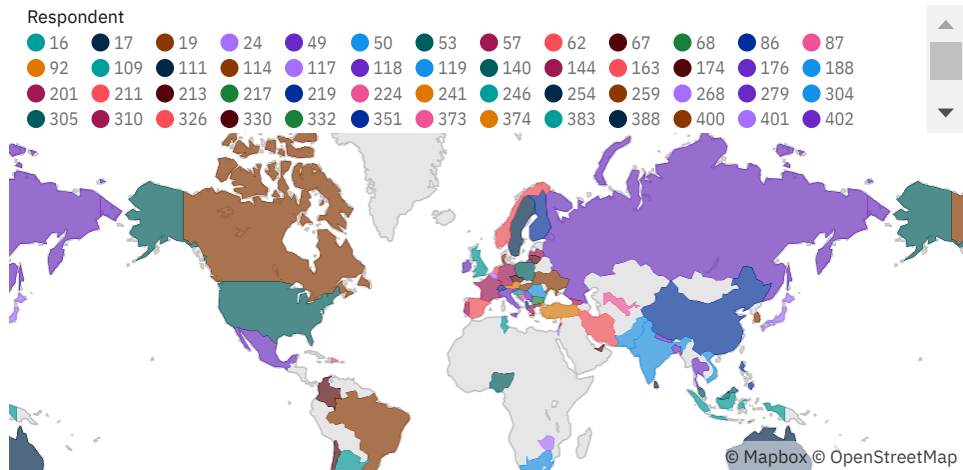 Respondent
16 17 19 24 49 50 53 57 62 67 68 86 87
92 109 111 114 117 118 119 140 144 163 174 176 188
201 211 213 217 219 224 241 246 254 259 268 279 304
305 310 326 330 332 351 373 374 383 388 400 401 402
© Mapbox © OpenStreetMap